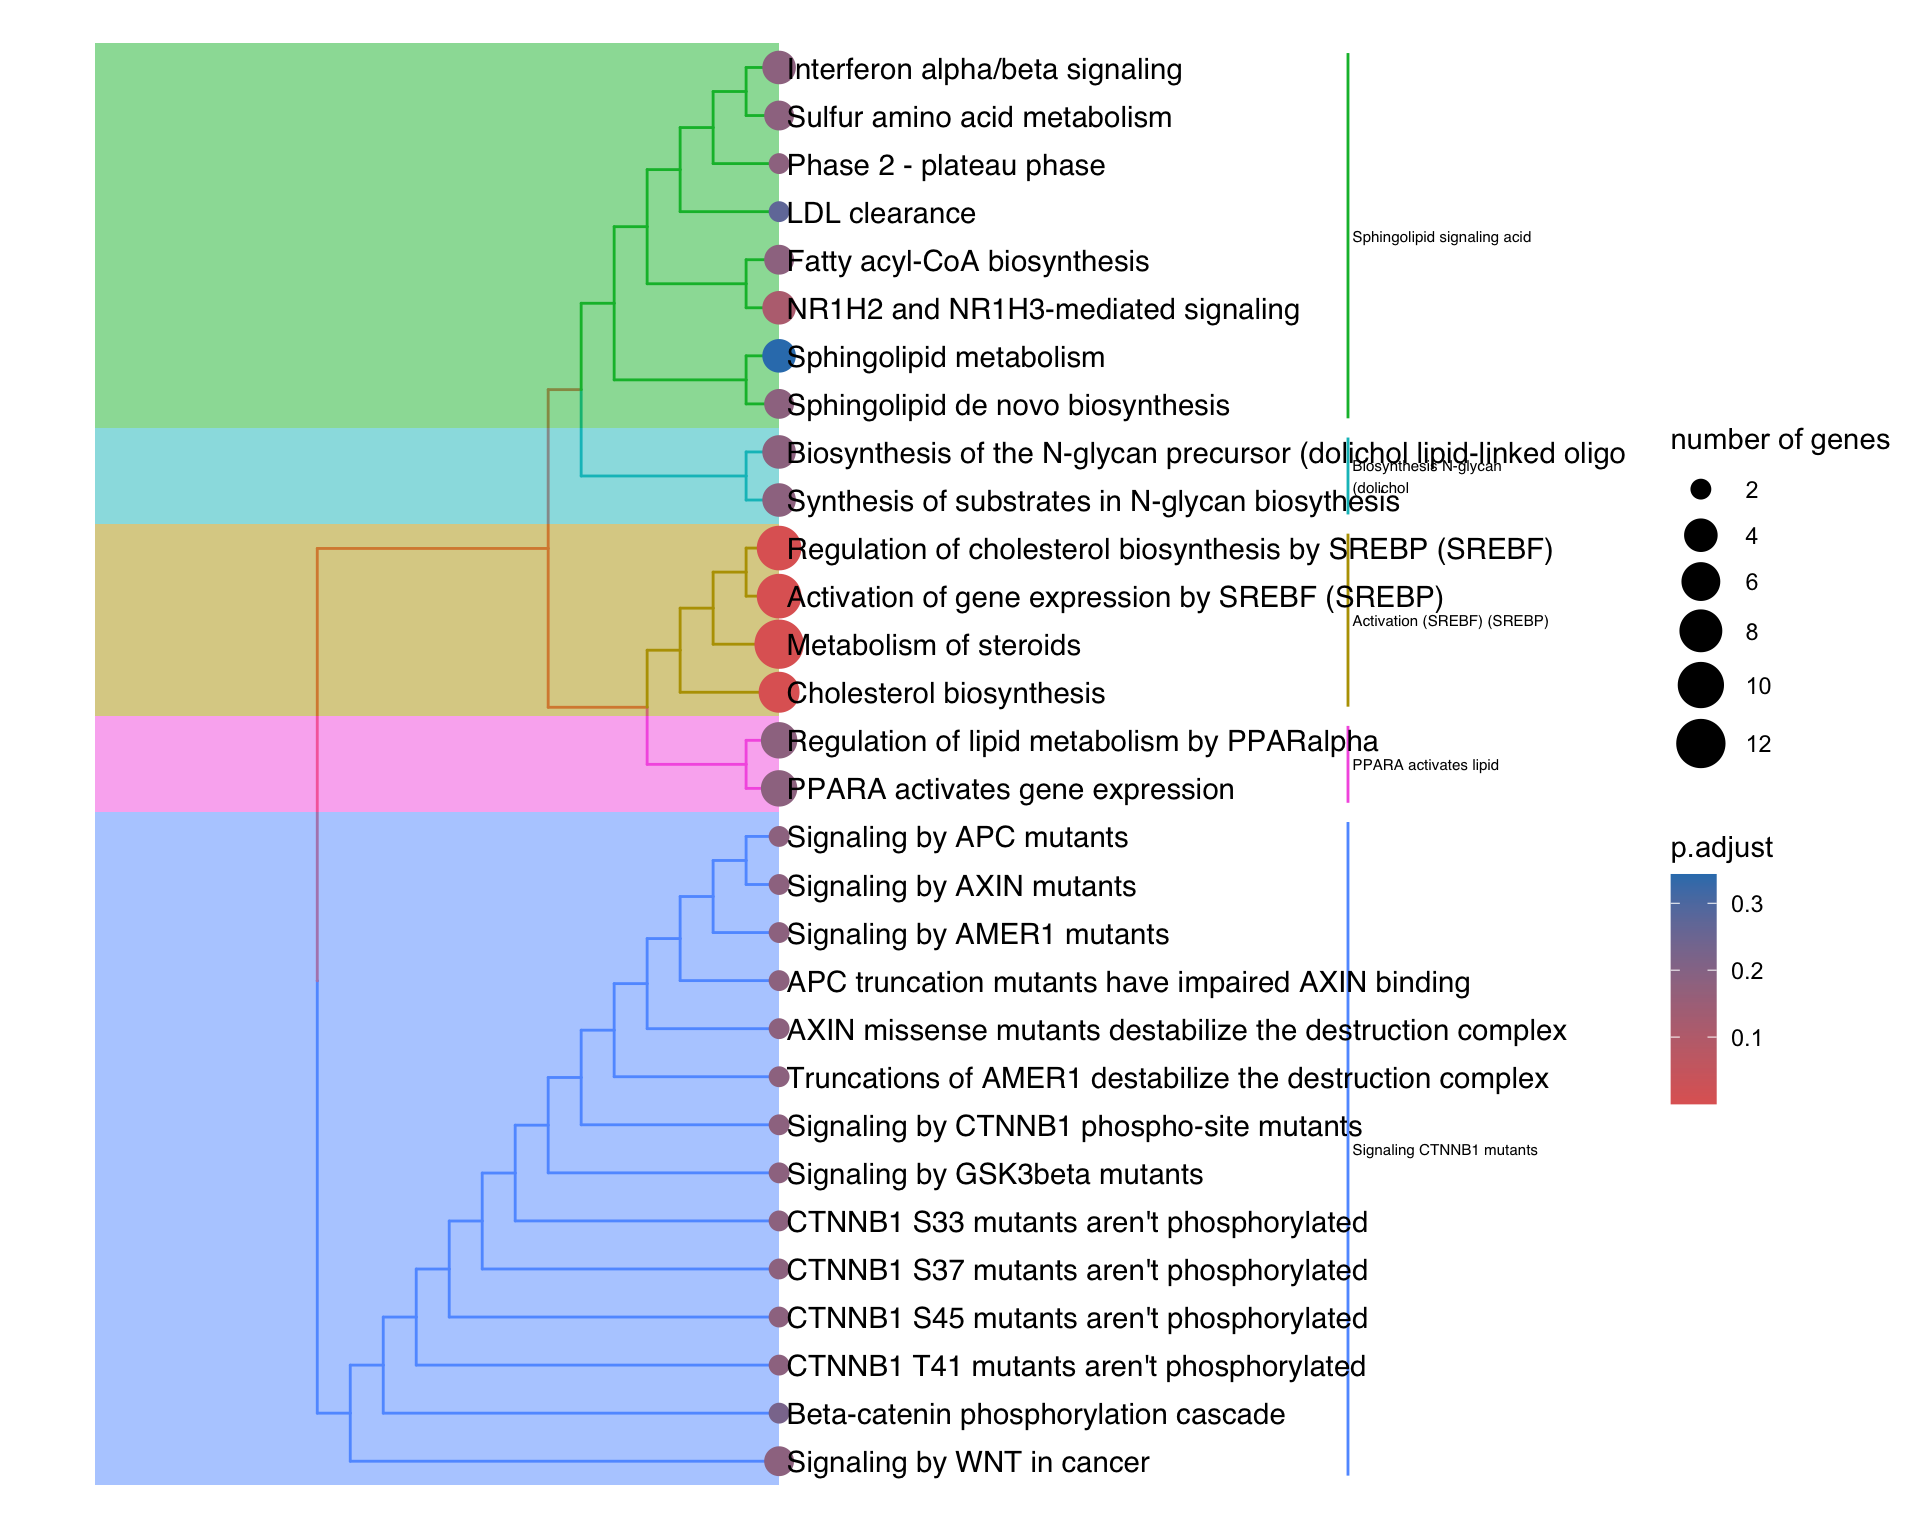 Interferon alpha/beta signaling
Sulfur amino acid metabolism
Phase 2 - plateau phase
LDL clearance
Fatty acyl-CoA biosynthesis
NR1H2 and NR1H3-mediated signaling
Sphingolipid metabolism
Sphingolipid de novo biosynthesis
Biosynthesis of the N-glycan precursor (dolichol lipid-linked oligo
Synthesis of substrates in N-glycan biosythesis
Regulation of cholesterol biosynthesis by SREBP (SREBF)
Activation of gene expression by SREBF (SREBP)
Metabolism of steroids
Cholesterol biosynthesis
Regulation of lipid metabolism by PPARalpha
PPARA activates gene expression
Signaling by APC mutants
Signaling by AXIN mutants
Signaling by AMER1 mutants
APC truncation mutants have impaired AXIN binding
AXIN missense mutants destabilize the destruction complex
Truncations of AMER1 destabilize the destruction complex
Signaling by CTNNB1 phospho-site mutants
Signaling by GSK3beta mutants
CTNNB1 S33 mutants aren't phosphorylated
CTNNB1 S37 mutants aren't phosphorylated
CTNNB1 S45 mutants aren't phosphorylated
CTNNB1 T41 mutants aren't phosphorylated
Beta-catenin phosphorylation cascade
Signaling by WNT in cancer
Sphingolipid signaling acid
Biosynthesis N-glycan
(dolichol
Activation (SREBF) (SREBP)
PPARA activates lipid
Signaling CTNNB1 mutants
number of genes
2
4
6
8
10
12
p.adjust
0.3
0.2
0.1